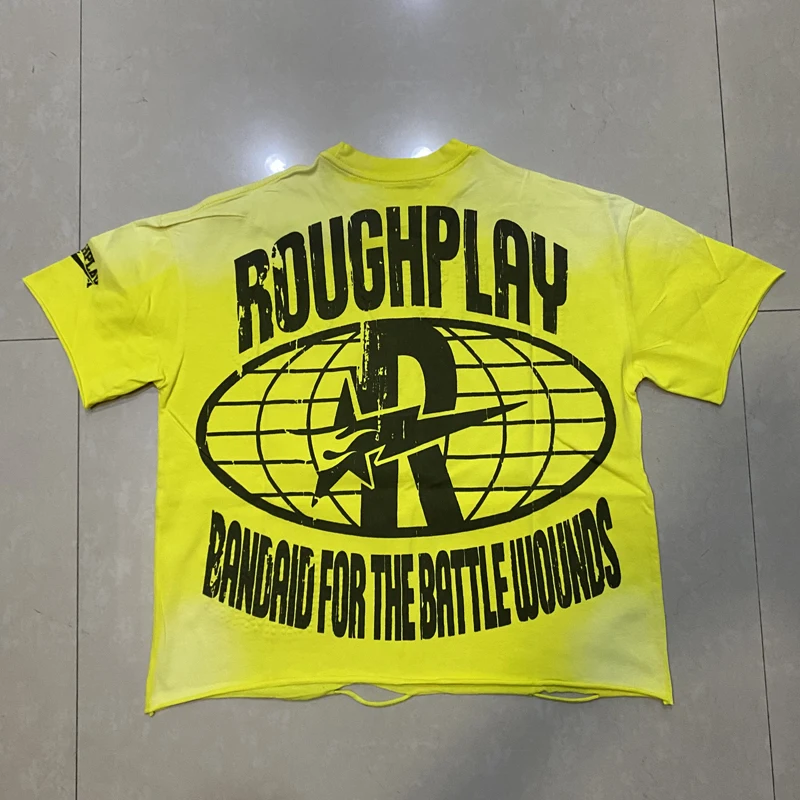 ROUGHPLAY
R
BANDAID FOR THE BATTLE WOUNDS